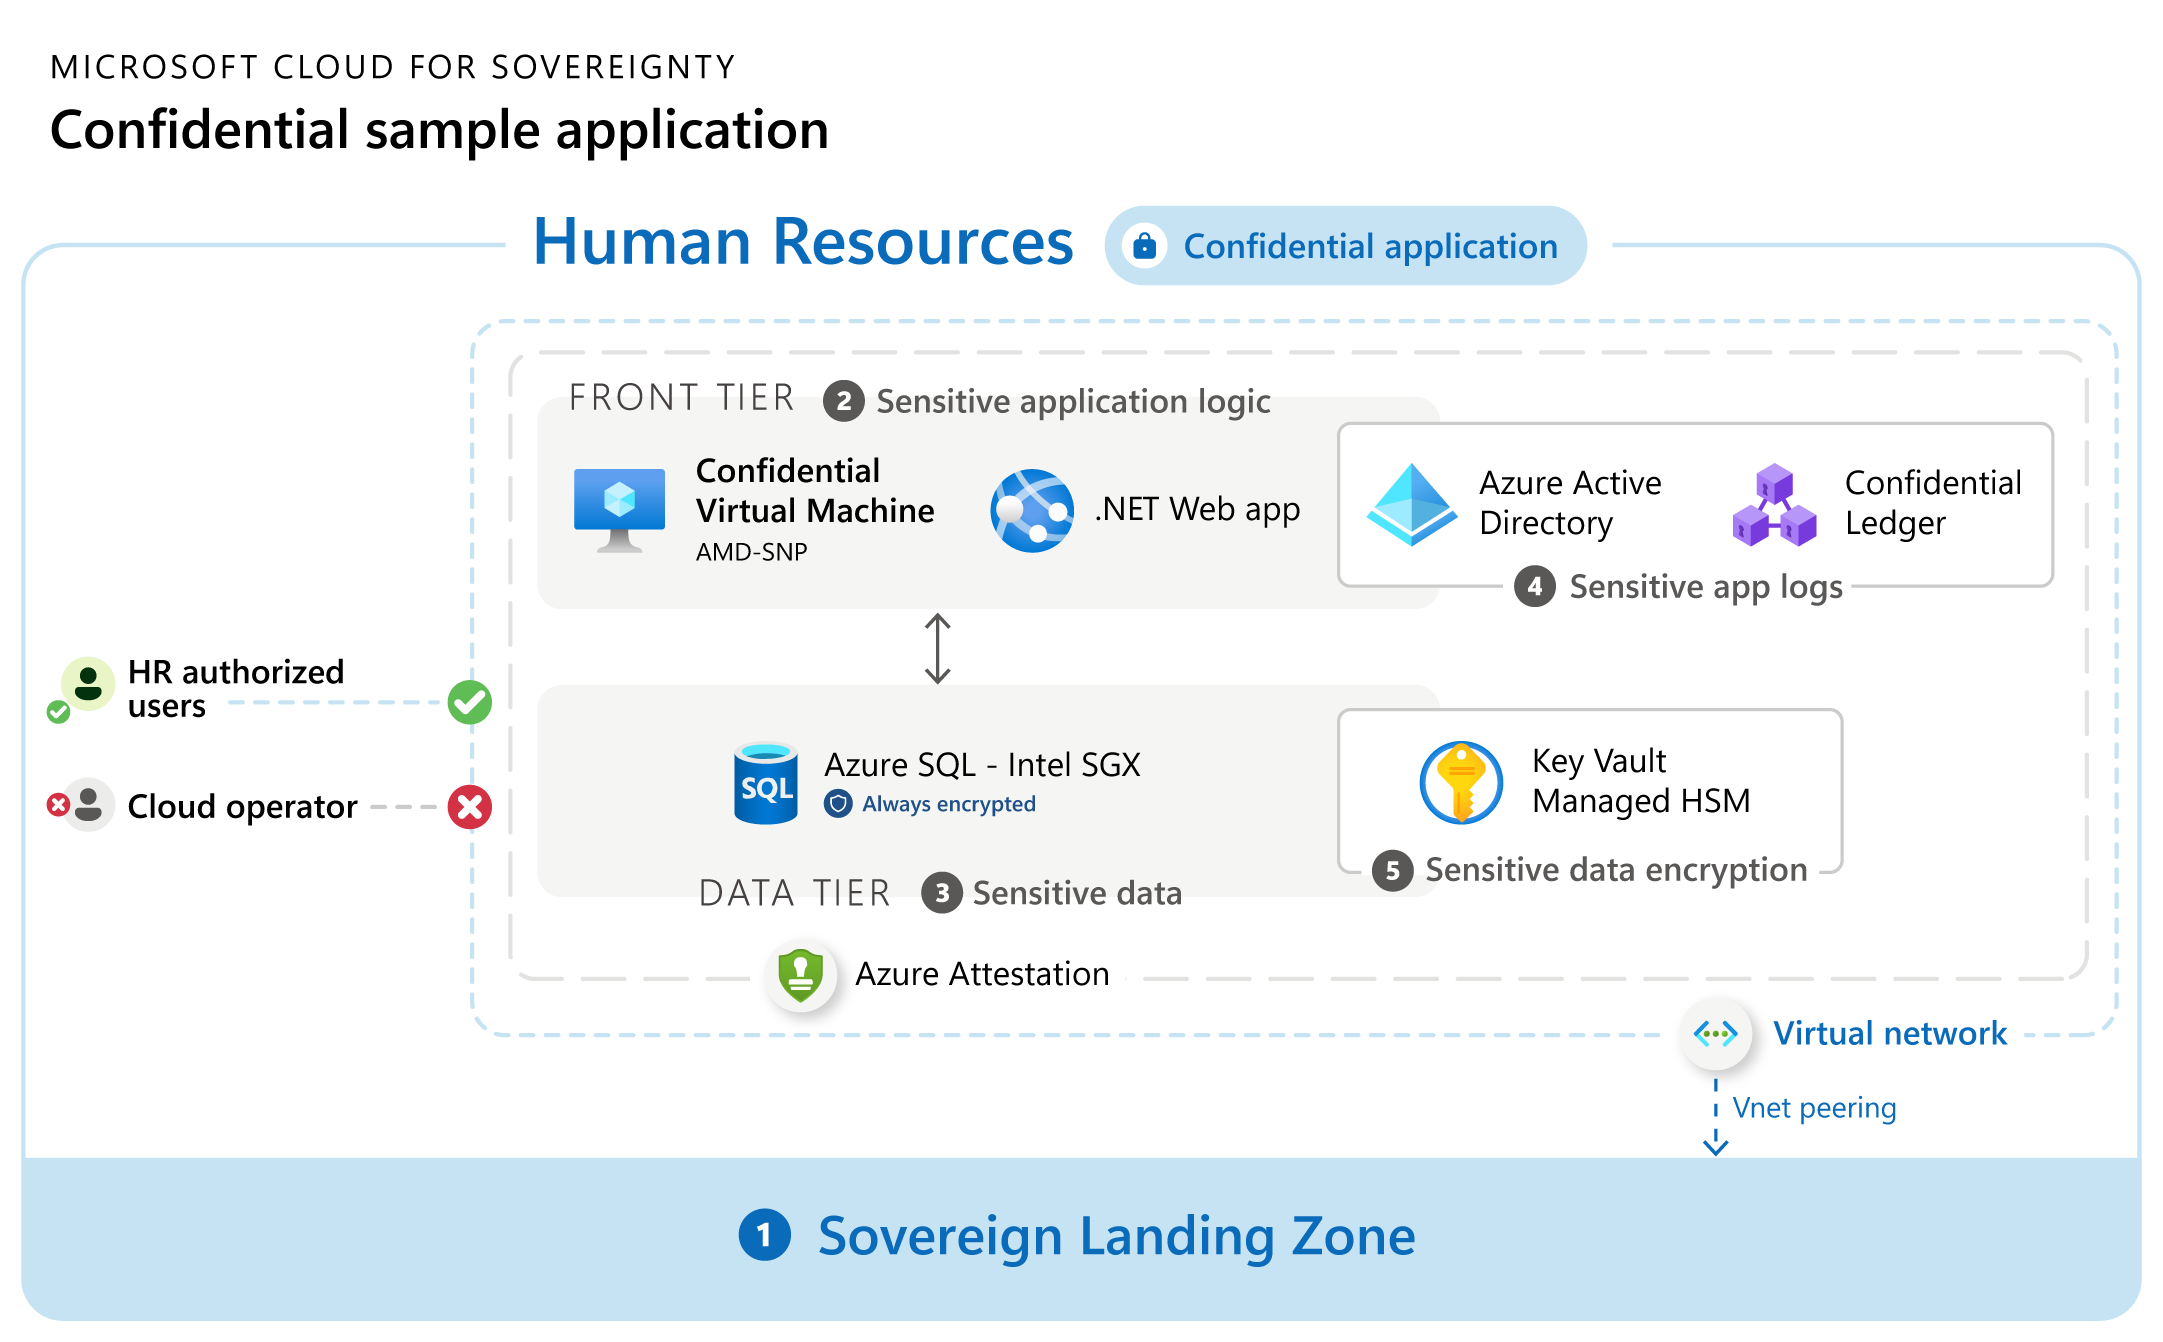 MICROSOFT CLOUD FOR SOVEREIGNTY
Confidential sample application
Human Resources
Confidential application
FRONT TIER
2 Sensitive application logic
Confidential
Virtual Machine
AMD-SNP
.NET Web app
Azure Active
Directory
Confidential
Ledger
4 Sensitive app logs
HR authorized
users
Cloud operator
SQL
Azure SQL - Intel SGX
Always encrypted
Key Vault
Managed HSM
5 Sensitive data encryption
DATA TIER
3 Sensitive data
Azure Attestation
Virtual network
Vnet peering
1 Sovereign Landing Zone